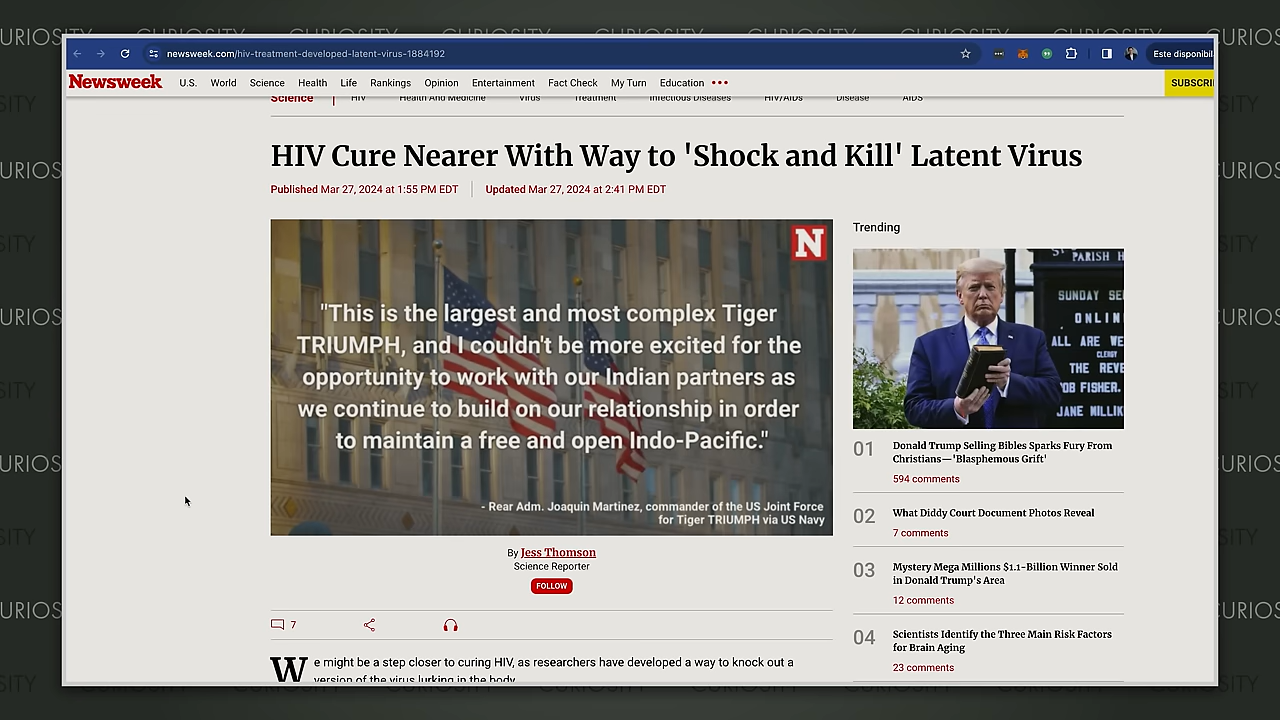 CURIOSITY CURIOSITY CURIOSITY CURIOSITY CURIOSITY
newsweek.com/hiv-treatment-developed-latent-virus-1884192
Este disponibil
Newsweek U.S. World Science Health Life Rankings Opinion Entertainment Fact Check My Turn Education ••• SUBSCRI
Science HIV Health And Medicine Virus Treatment Infectious Diseases HIV/AIDS Disease AIDS
HIV Cure Nearer With Way to 'Shock and Kill' Latent Virus
Published Mar 27, 2024 at 1:55 PM EDT Updated Mar 27, 2024 at 2:41 PM EDT
N
"This is the largest and most complex Tiger
TRIUMPH, and I couldn't be more excited for the
opportunity to work with our Indian partners as
we continue to build on our relationship in order
to maintain a free and open Indo-Pacific."
- Rear Adm. Joaquin Martinez, commander of the US Joint Force
for Tiger TRIUMPH via US Navy
By Jess Thomson
Science Reporter
FOLLOW
7
We might be a step closer to curing HIV, as researchers have developed a way to knock out a
version of the virus lurking in the body
Trending
PARISH H
SUNDAY SE
ONLIN
ALL ARE WE
CLERGY
THE REVE
OB FISHER,
JANE MILLIK
01 Donald Trump Selling Bibles Sparks Fury From
Christians—'Blasphemous Grift'
594 comments
02 What Diddy Court Document Photos Reveal
7 comments
03 Mystery Mega Millions $1.1-Billion Winner Sold
in Donald Trump's Area
12 comments
04 Scientists Identify the Three Main Risk Factors
for Brain Aging
23 comments